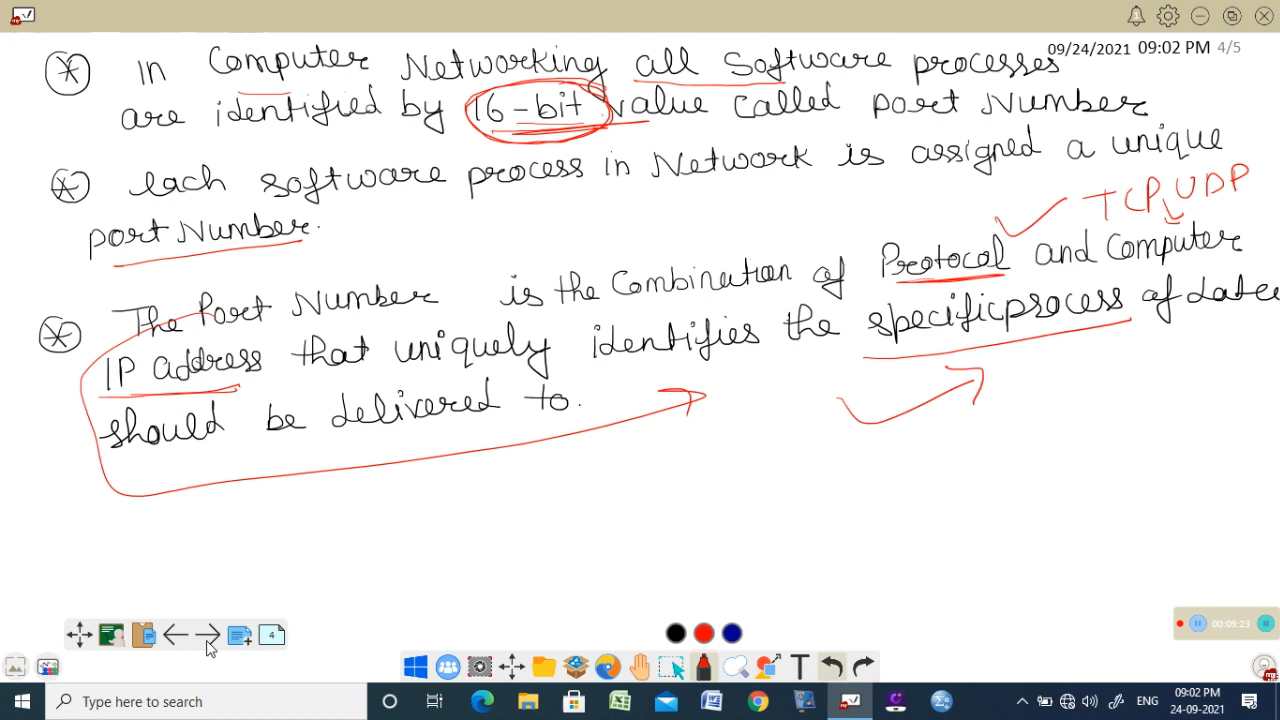 09/24/2021 09:02 PM 4/5
In Computer Networking all Software processes
are identified by 16-bit value called port Number
each software process in Network is assigned a unique
port Number.
TCP, UDP
The Port Number is the Combination of Protocol and Computer
IP address that uniquely identifies the specific process of data
should be delivered to.
4
00:09:23
T
Type here to search
ENG
09:02 PM
24-09-2021